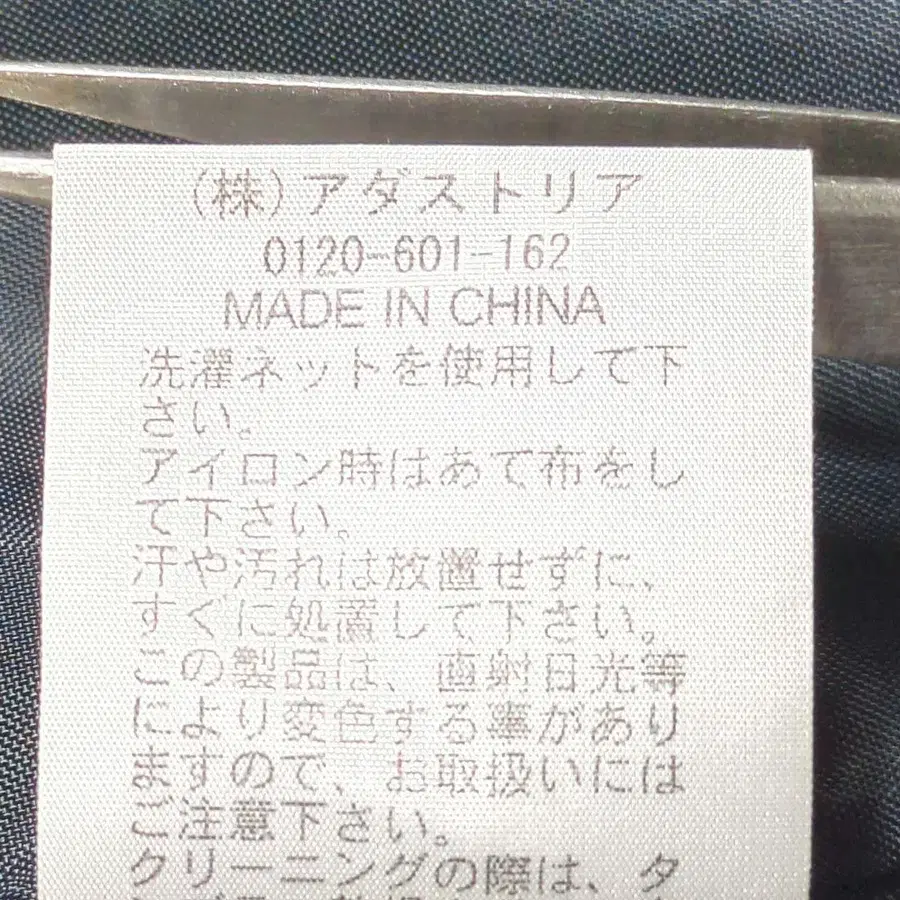 (株)アダストリア
0120-601-162
MADE IN CHINA
洗濯ネットを使用して下
さい。
アイロン時はあて布をし
て下さい。
汗や汚れは放置せずに、
すぐに処置して下さい。
この製品は、直射日光等
により変色する事があり
ますので、お取扱いには
ご注意下さい。
クリーニングの際は、タ